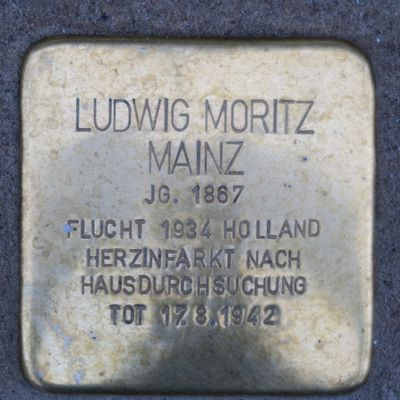 LUDWIG MORITZ
MAINZ
JG. 1867
FLUCHT 1934 HOLLAND
HERZINFARKT NACH
HAUSDURCHSUCHUNG
TOT 17.8.1942